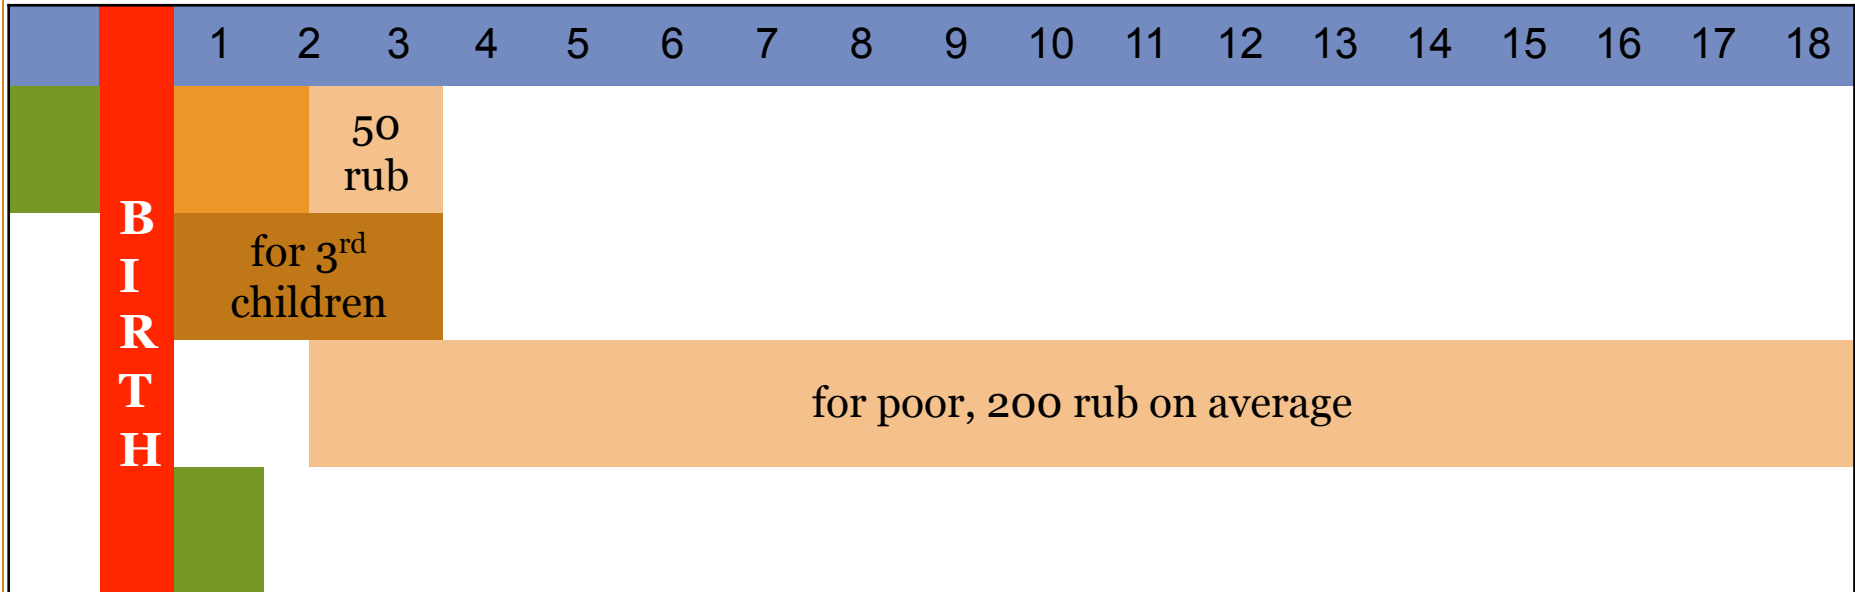 1 2 3 4 5 6 7 8 9 10 11 12 13 14 15 16 17 18
BIRTH
50
rub
for 3rd
children
for poor, 200 rub on average